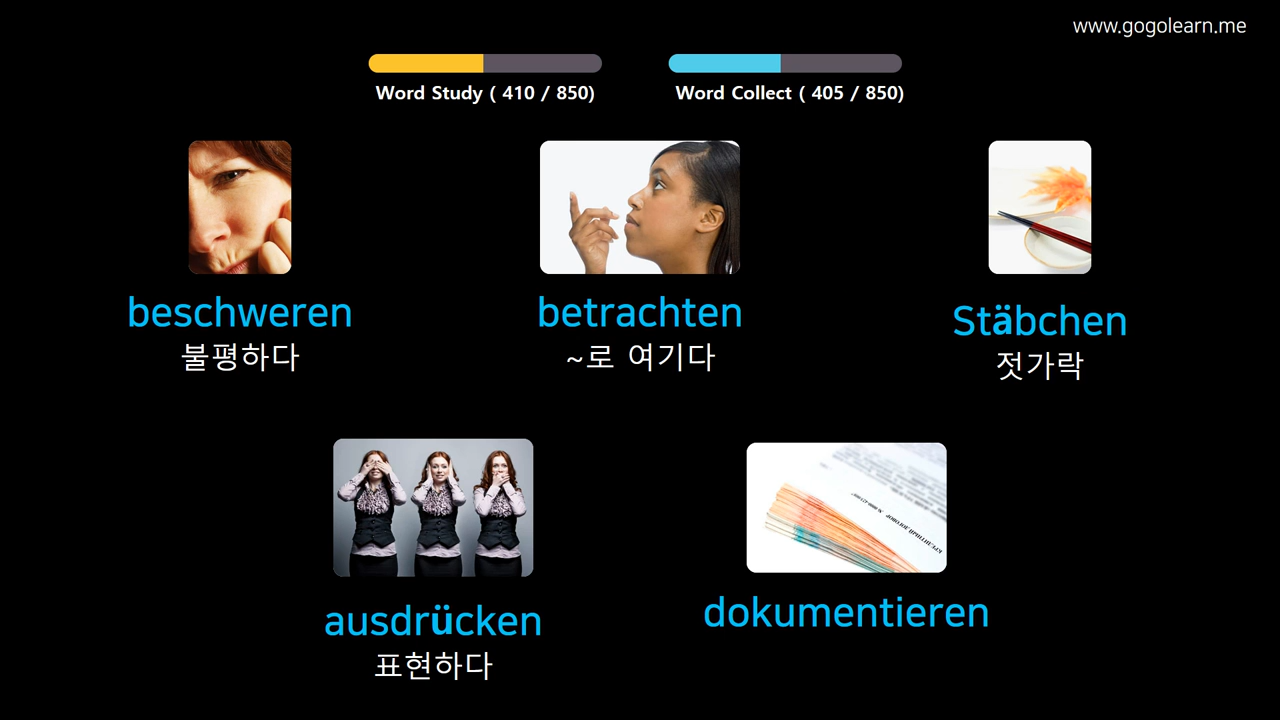 www.gogolearn.me
Word Study ( 410 / 850)
Word Collect ( 405 / 850)
beschweren
불평하다
betrachten
~로 여기다
Stäbchen
젓가락
ausdrücken
표현하다
dokumentieren